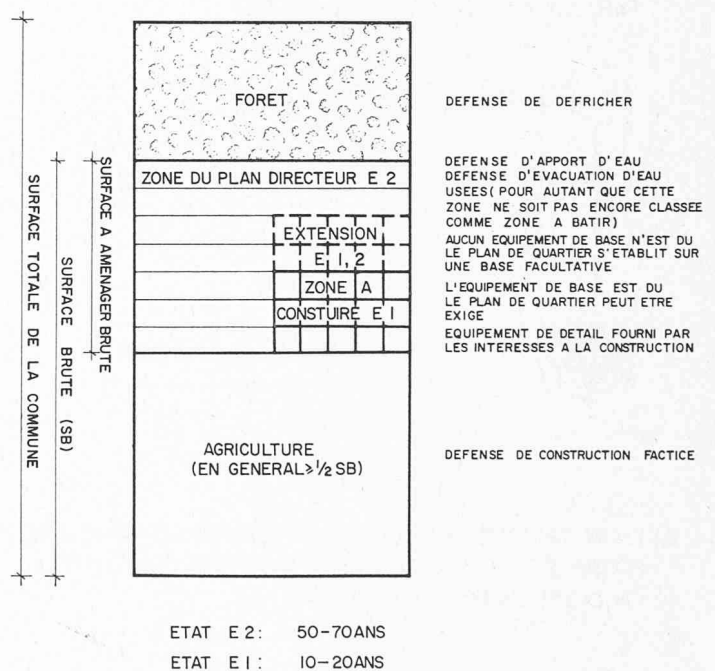 SURFACE TOTALE DE LA COMMUNE
SURFACE BRUTE (SB)
SURFACE A AMENAGER BRUTE
FORET
ZONE DU PLAN DIRECTEUR E 2
EXTENSION
E 1, 2
ZONE A
CONSTUIRE E 1
AGRICULTURE
(EN GENERAL ≥ 1/2 SB)
DEFENSE DE DEFRICHER
DEFENSE D'APPORT D'EAU
DEFENSE D'EVACUATION D'EAU
USEES (POUR AUTANT QUE CETTE
ZONE NE SOIT PAS ENCORE CLASSEE
COMME ZONE A BATIR)
AUCUN EQUIPEMENT DE BASE N'EST DU
LE PLAN DE QUARTIER S'ETABLIT SUR
UNE BASE FACULTATIVE
L'EQUIPEMENT DE BASE EST DU
LE PLAN DE QUARTIER PEUT ETRE
EXIGE
EQUIPEMENT DE DETAIL FOURNI PAR
LES INTERESSES A LA CONSTRUCTION
DEFENSE DE CONSTRUCTION FACTICE
ETAT E 2: 50-70 ANS
ETAT E 1: 10-20 ANS